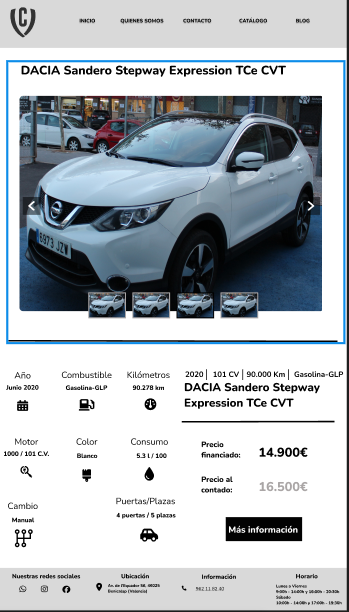 INICIO
QUIENES SOMOS
CONTACTO
CATÁLOGO
BLOG
DACIA Sandero Stepway Expression TCe CVT
6973 JZW
Año
Junio 2020
Combustible
Gasolina-GLP
Kilómetros
90.278 km
Motor
1000 / 101 C.V.
Color
Blanco
Consumo
5.3 l / 100
Cambio
Manual
Puertas/Plazas
4 puertas / 5 plazas
2020 | 101 CV | 90.000 Km | Gasolina-GLP
DACIA Sandero Stepway
Expression TCe CVT
Precio
financiado:
14.900€
Precio al
contado:
16.500€
Más información
Nuestras redes sociales
Ubicación
Av. de l'Equador 58, 46025
Benicalap (Valencia)
Información
962 11 82 40
Horario
Lunes a Viernes
9:00h - 14:00h y 16:00h - 20:30h
Sábado
10:00h - 14:00h y 17:00h - 19:30h